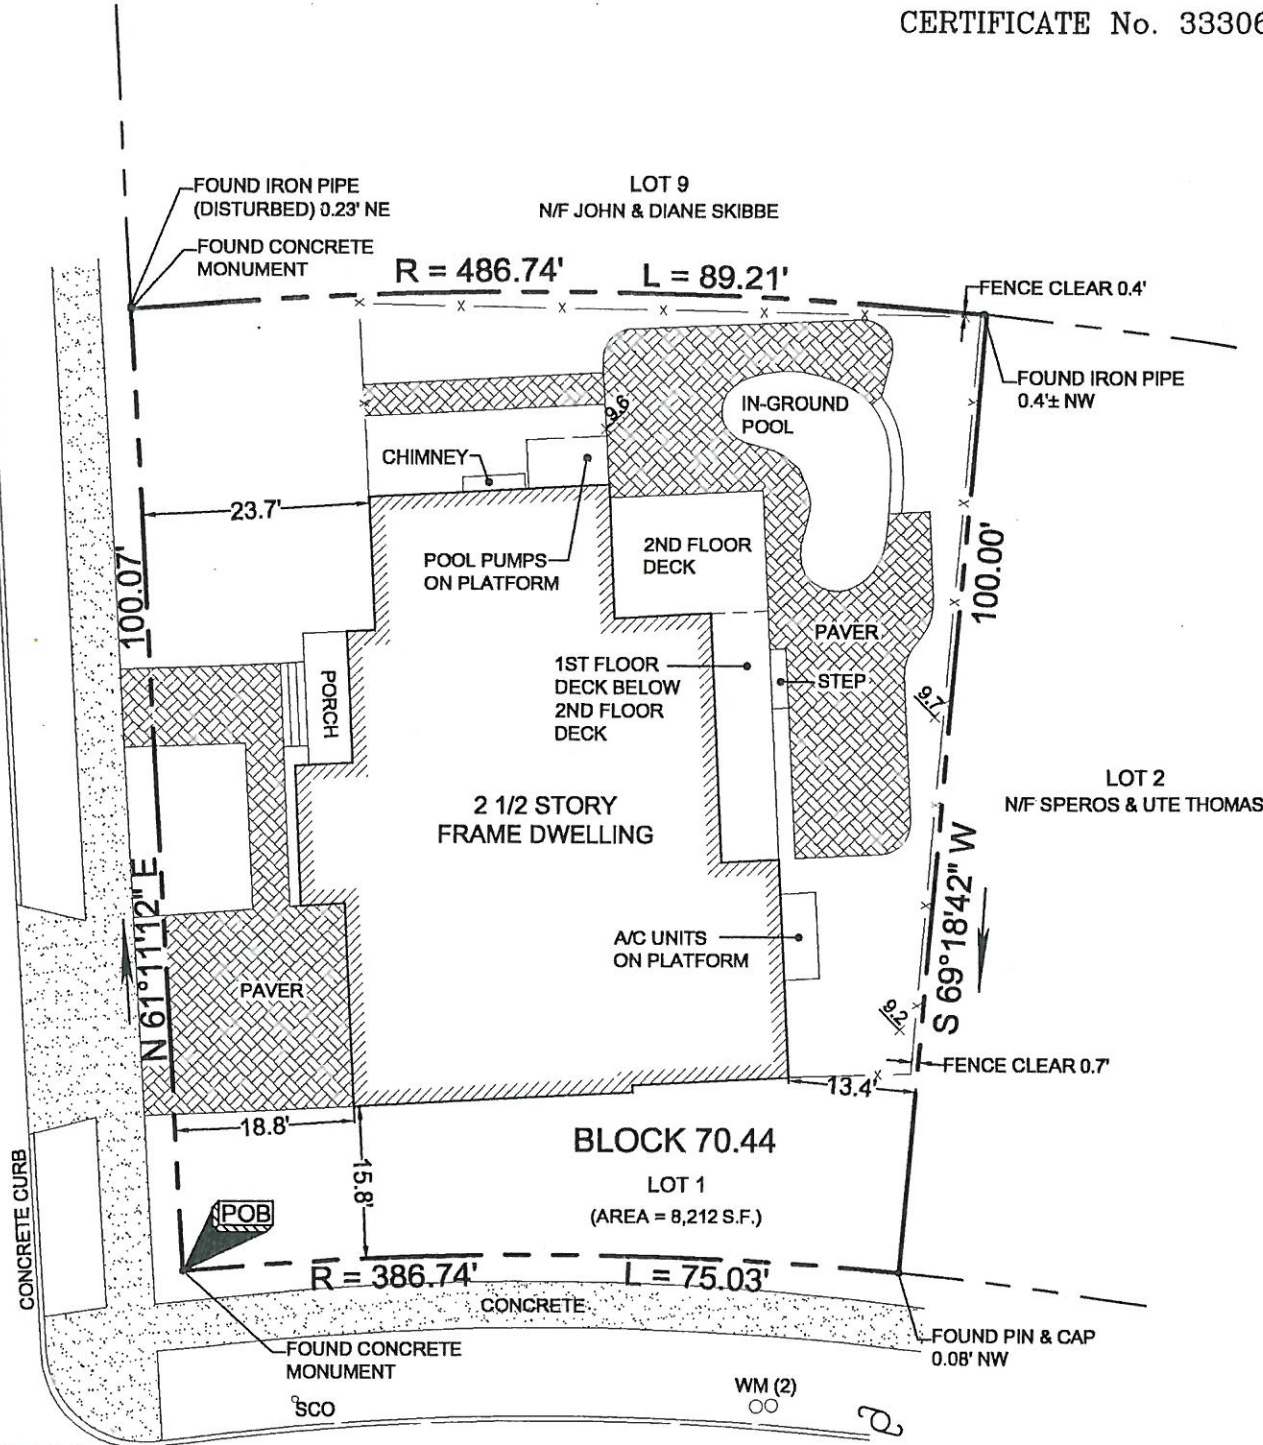 CERTIFICATE No. 33306
FOUND IRON PIPE
(DISTURBED) 0.23' NE
LOT 9
N/F JOHN & DIANE SKIBBE
FOUND CONCRETE
MONUMENT
R = 486.74'
L = 89.21'
FENCE CLEAR 0.4'
FOUND IRON PIPE
0.4'± NW
IN-GROUND
POOL
9.6
CHIMNEY
23.7'
POOL PUMPS
ON PLATFORM
2ND FLOOR
DECK
100.07'
100.00'
PAVER
1ST FLOOR
DECK BELOW
2ND FLOOR
DECK
STEP
PORCH
9.7
LOT 2
N/F SPEROS & UTE THOMAS
2 1/2 STORY
FRAME DWELLING
N 61°11'12" E
S 69°18'42" W
A/C UNITS
ON PLATFORM
PAVER
9.2
FENCE CLEAR 0.7'
13.4'
18.8'
BLOCK 70.44
15.8'
LOT 1
(AREA = 8,212 S.F.)
POB
CONCRETE CURB
R = 386.74'
L = 75.03'
CONCRETE
FOUND CONCRETE
MONUMENT
FOUND PIN & CAP
0.08' NW
SCO
WM (2)